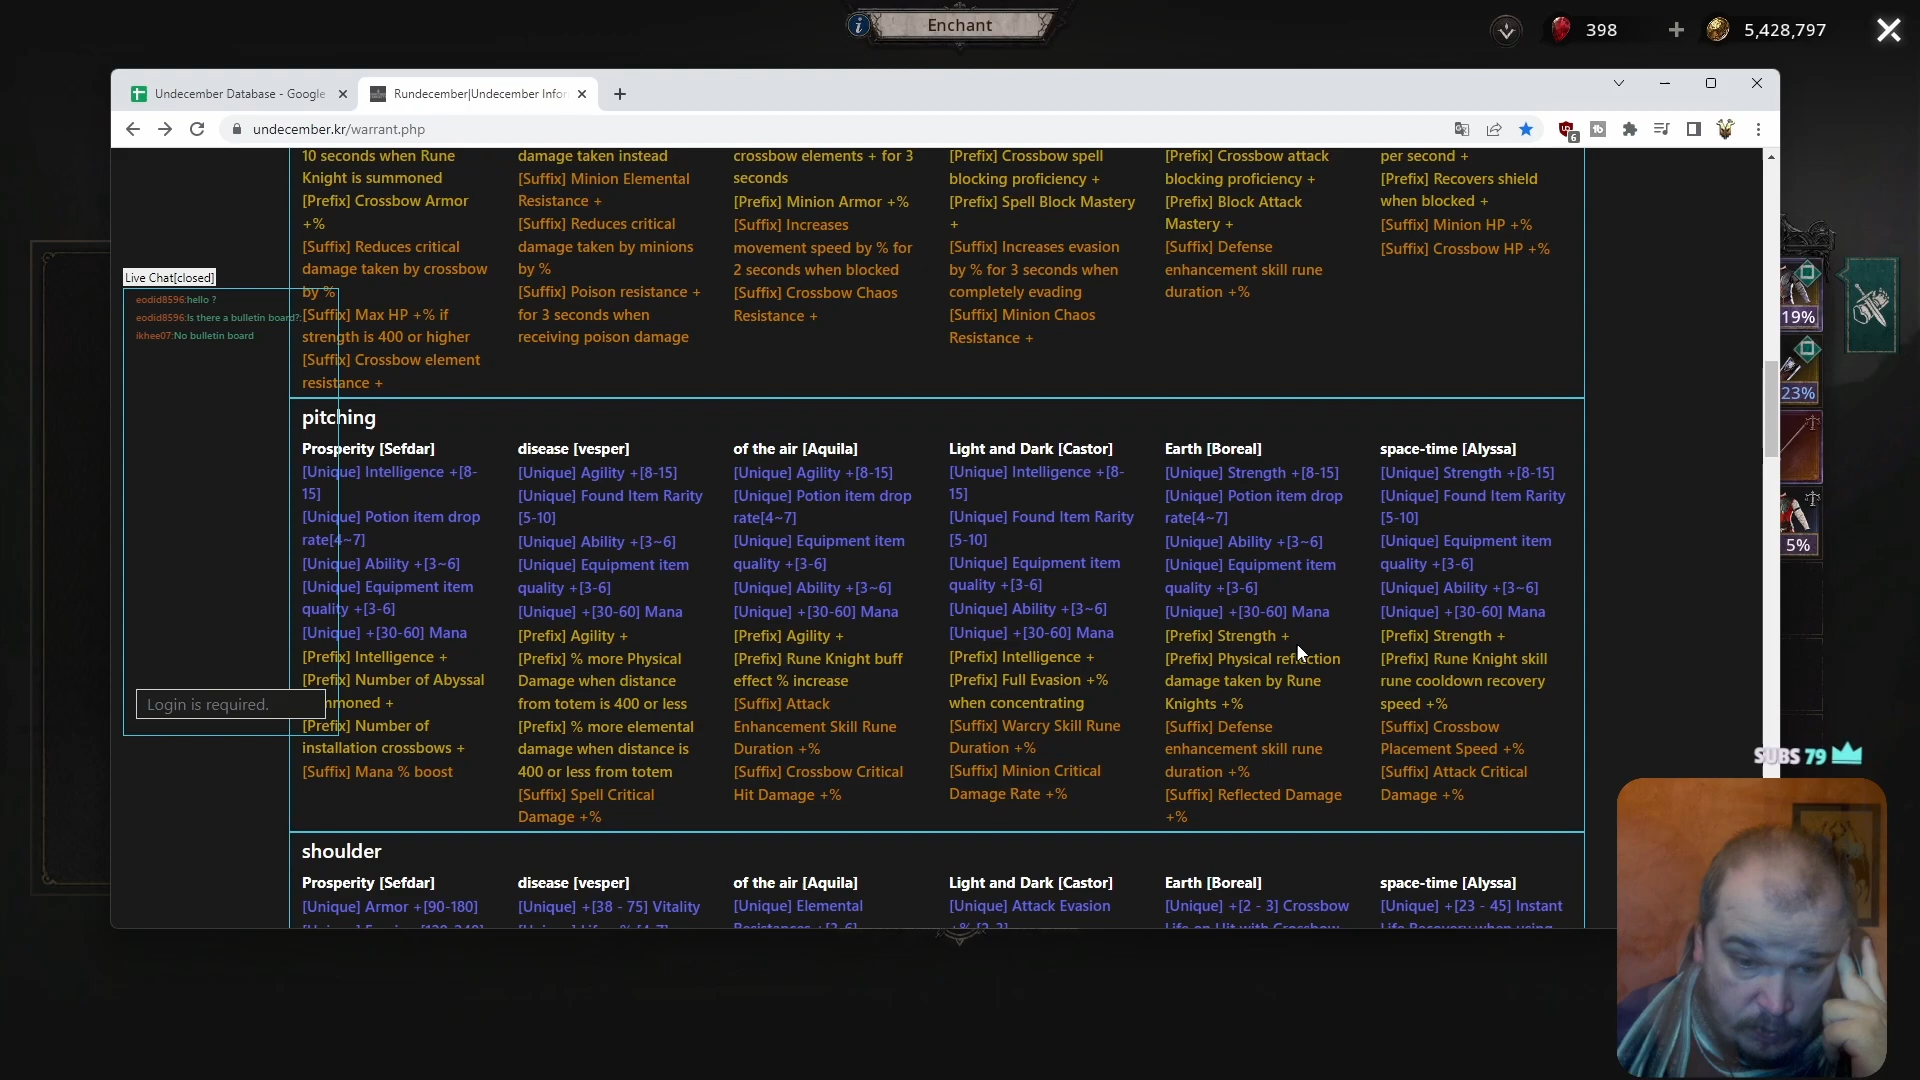 Enchant
398
5,428,797
Undecember Database - Google
Rundecember|Undecember Infor
undecember.kr/warrant.php
6
10 seconds when Rune
Knight is summoned
[Prefix] Crossbow Armor
+%
[Suffix] Reduces critical
damage taken by crossbow
by %
[Suffix] Max HP +% if
strength is 400 or higher
[Suffix] Crossbow element
resistance +
damage taken instead
[Suffix] Minion Elemental
Resistance +
[Suffix] Reduces critical
damage taken by minions
by %
[Suffix] Poison resistance +
for 3 seconds when
receiving poison damage
crossbow elements + for 3
seconds
[Prefix] Minion Armor +%
[Suffix] Increases
movement speed by % for
2 seconds when blocked
[Suffix] Crossbow Chaos
Resistance +
[Prefix] Crossbow spell
blocking proficiency +
[Prefix] Spell Block Mastery
+
[Suffix] Increases evasion
by % for 3 seconds when
completely evading
[Suffix] Minion Chaos
Resistance +
[Prefix] Crossbow attack
blocking proficiency +
[Prefix] Block Attack
Mastery +
[Suffix] Defense
enhancement skill rune
duration +%
per second +
[Prefix] Recovers shield
when blocked +
[Suffix] Minion HP +%
[Suffix] Crossbow HP +%
Live Chat[closed]
eodid8596:hello ?
eodid8596:Is there a bulletin board?:
ikhee07:No bulletin board
Login is required.
pitching
Prosperity [Sefdar]
[Unique] Intelligence +[8-
15]
[Unique] Potion item drop
rate[4~7]
[Unique] Ability +[3~6]
[Unique] Equipment item
quality +[3-6]
[Unique] +[30-60] Mana
[Prefix] Intelligence +
[Prefix] Number of Abyssal
mmoned +
[Prefix] Number of
installation crossbows +
[Suffix] Mana % boost
disease [vesper]
[Unique] Agility +[8-15]
[Unique] Found Item Rarity
[5-10]
[Unique] Ability +[3~6]
[Unique] Equipment item
quality +[3-6]
[Unique] +[30-60] Mana
[Prefix] Agility +
[Prefix] % more Physical
Damage when distance
from totem is 400 or less
[Prefix] % more elemental
damage when distance is
400 or less from totem
[Suffix] Spell Critical
Damage +%
of the air [Aquila]
[Unique] Agility +[8-15]
[Unique] Potion item drop
rate[4~7]
[Unique] Equipment item
quality +[3-6]
[Unique] Ability +[3~6]
[Unique] +[30-60] Mana
[Prefix] Agility +
[Prefix] Rune Knight buff
effect % increase
[Suffix] Attack
Enhancement Skill Rune
Duration +%
[Suffix] Crossbow Critical
Hit Damage +%
Light and Dark [Castor]
[Unique] Intelligence +[8-
15]
[Unique] Found Item Rarity
[5-10]
[Unique] Equipment item
quality +[3-6]
[Unique] Ability +[3~6]
[Unique] +[30-60] Mana
[Prefix] Intelligence +
[Prefix] Full Evasion +%
when concentrating
[Suffix] Warcry Skill Rune
Duration +%
[Suffix] Minion Critical
Damage Rate +%
Earth [Boreal]
[Unique] Strength +[8-15]
[Unique] Potion item drop
rate[4~7]
[Unique] Ability +[3~6]
[Unique] Equipment item
quality +[3-6]
[Unique] +[30-60] Mana
[Prefix] Strength +
[Prefix] Physical refection
damage taken by Rune
Knights +%
[Suffix] Defense
enhancement skill rune
duration +%
[Suffix] Reflected Damage
+%
space-time [Alyssa]
[Unique] Strength +[8-15]
[Unique] Found Item Rarity
[5-10]
[Unique] Equipment item
quality +[3-6]
[Unique] Ability +[3~6]
[Unique] +[30-60] Mana
[Prefix] Strength +
[Prefix] Rune Knight skill
rune cooldown recovery
speed +%
[Suffix] Crossbow
Placement Speed +%
[Suffix] Attack Critical
Damage +%
shoulder
Prosperity [Sefdar]
[Unique] Armor +[90-180]
disease [vesper]
[Unique] +[38 - 75] Vitality
of the air [Aquila]
[Unique] Elemental
Light and Dark [Castor]
[Unique] Attack Evasion
Earth [Boreal]
[Unique] +[2 - 3] Crossbow
Life on Hit with Crossbow
space-time [Alyssa]
[Unique] +[23 - 45] Instant
Life Recovery when using
19%
23%
5%
SUBS 79